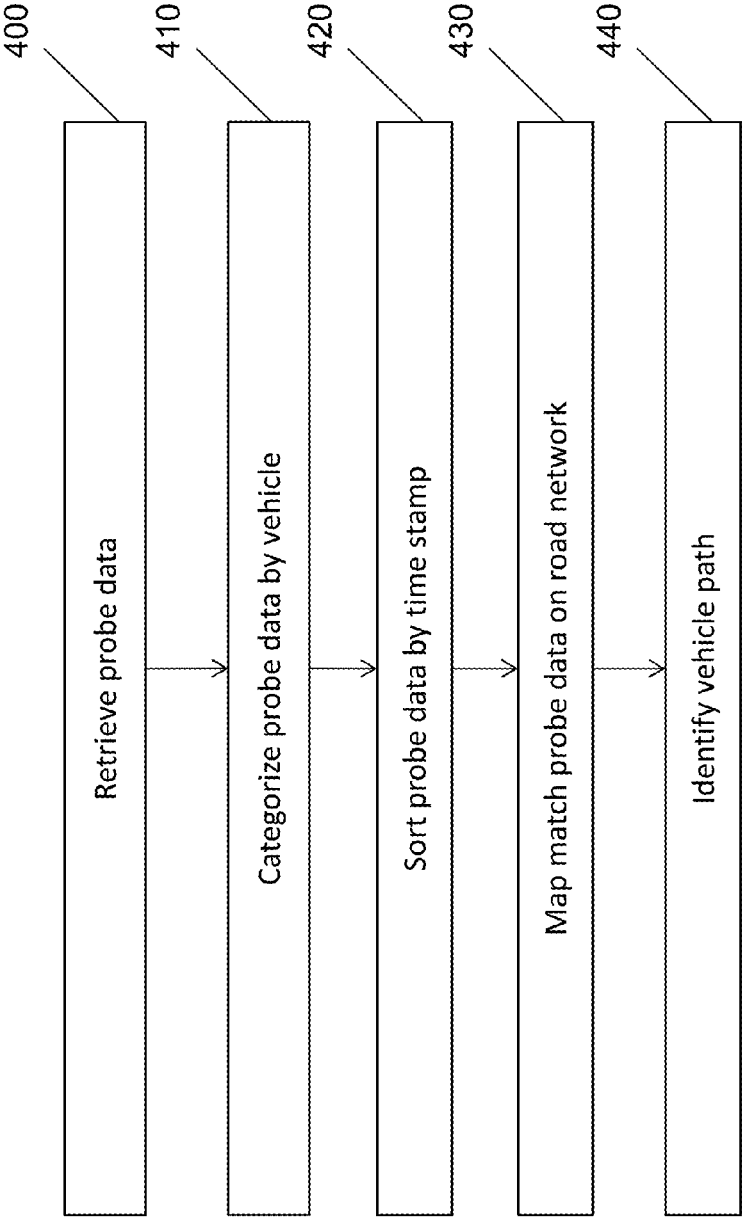 400
Retrieve probe data
410
Categorize probe data by vehicle
420
Sort probe data by time stamp
430
Map match probe data on road network
440
Identify vehicle path